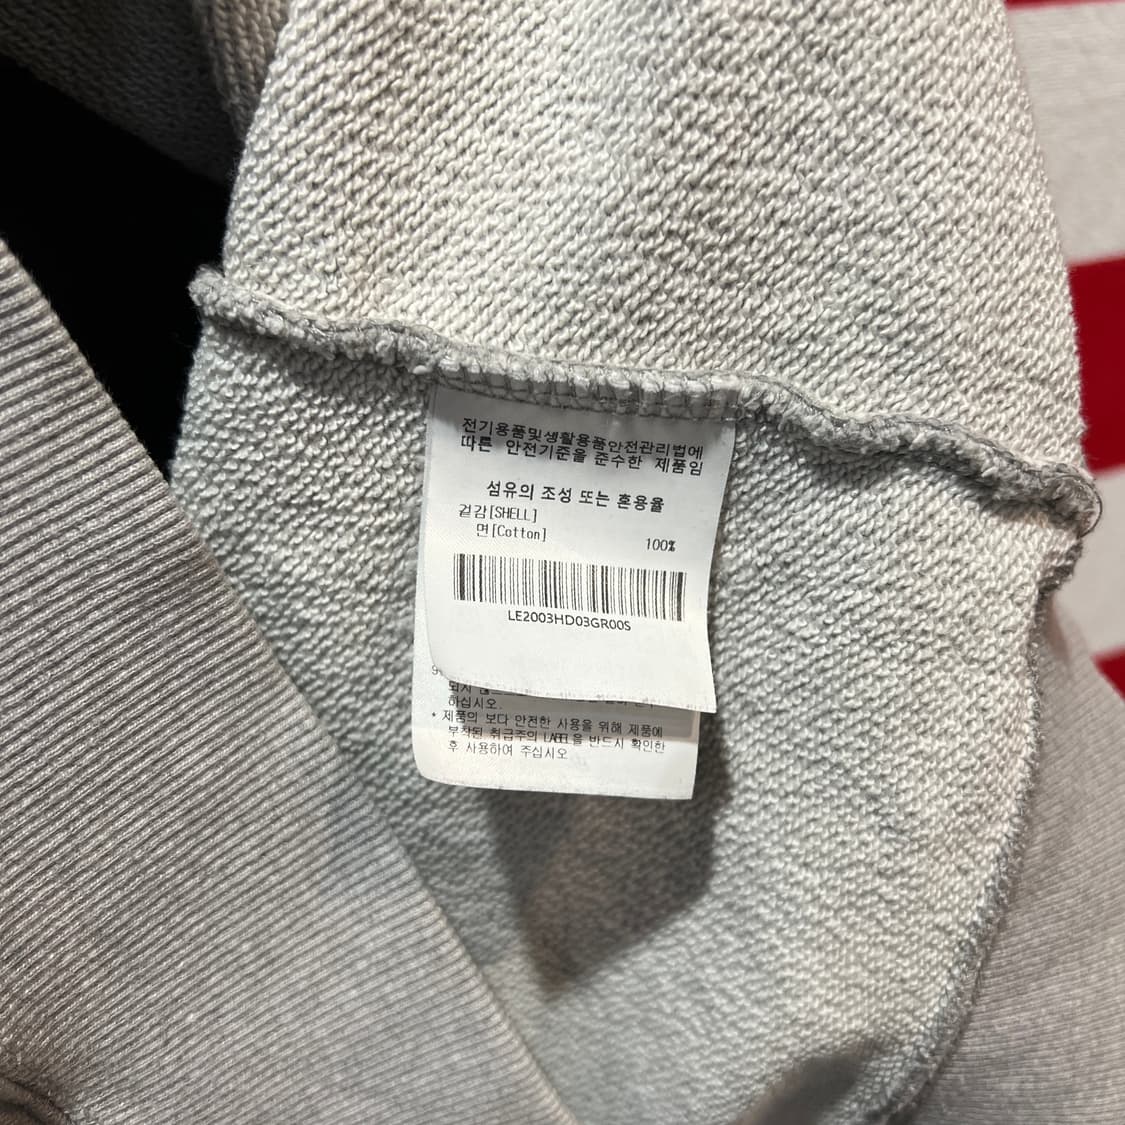 전기용품및생활용품안전관리법에
따른 안전기준을 준수한 제품임
섬유의 조성 또는 혼용율
겉감[SHELL]
면[Cotton] 100%
LE2003HD03GR00S
하십시오.
* 제품의 보다 안전한 사용을 위해 제품에
부착된 취급주의 LABEL을 반드시 확인한
후 사용하여 주십시오